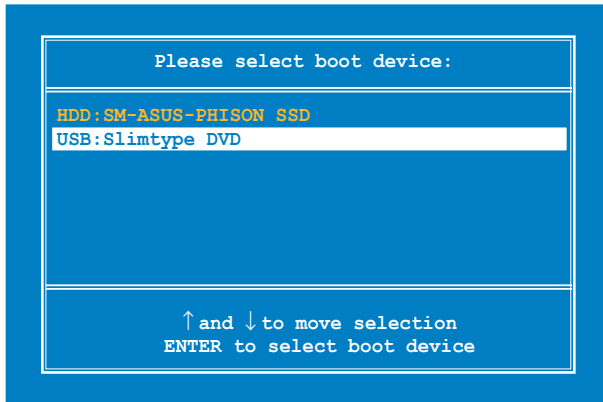 Please select boot device:
HDD:SM-ASUS-PHISON SSD
USB:Slimtype DVD
↑ and ↓ to move selection
ENTER to select boot device